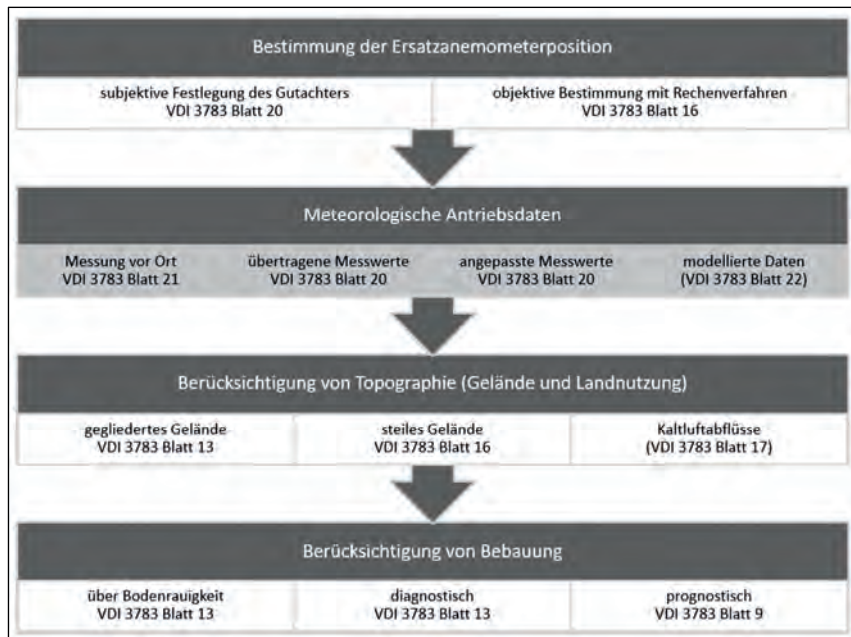 Bestimmung der Ersatzanemometerposition
subjektive Festlegung des Gutachters
VDI 3783 Blatt 20
objektive Bestimmung mit Rechenverfahren
VDI 3783 Blatt 16
Meteorologische Antriebsdaten
Messung vor Ort
VDI 3783 Blatt 21
übertragene Messwerte
VDI 3783 Blatt 20
angepasste Messwerte
VDI 3783 Blatt 20
modellierte Daten
(VDI 3783 Blatt 22)
Berücksichtigung von Topographie (Gelände und Landnutzung)
gegliedertes Gelände
VDI 3783 Blatt 13
steiles Gelände
VDI 3783 Blatt 16
Kaltluftabflüsse
(VDI 3783 Blatt 17)
Berücksichtigung von Bebauung
über Bodenrauigkeit
VDI 3783 Blatt 13
diagnostisch
VDI 3783 Blatt 13
prognostisch
VDI 3783 Blatt 9